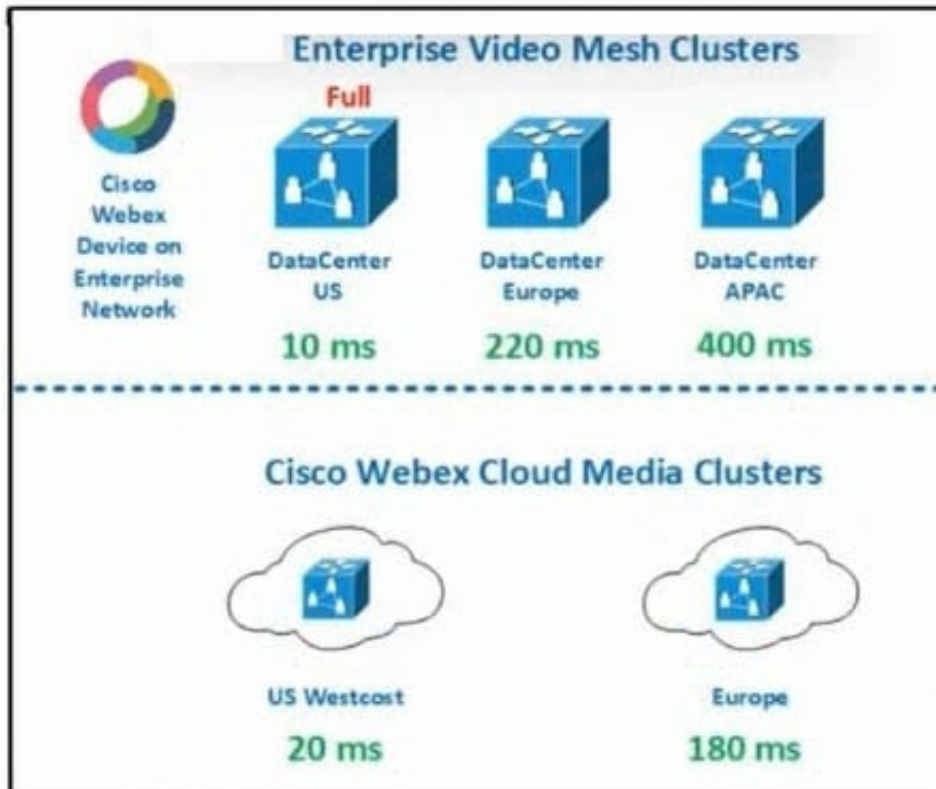 Enterprise Video Mesh Clusters
Full
Cisco
Webex
Device on
Enterprise
Network
DataCenter
US
10 ms
DataCenter
Europe
220 ms
DataCenter
APAC
400 ms
Cisco Webex Cloud Media Clusters
US Westcost
20 ms
Europe
180 ms